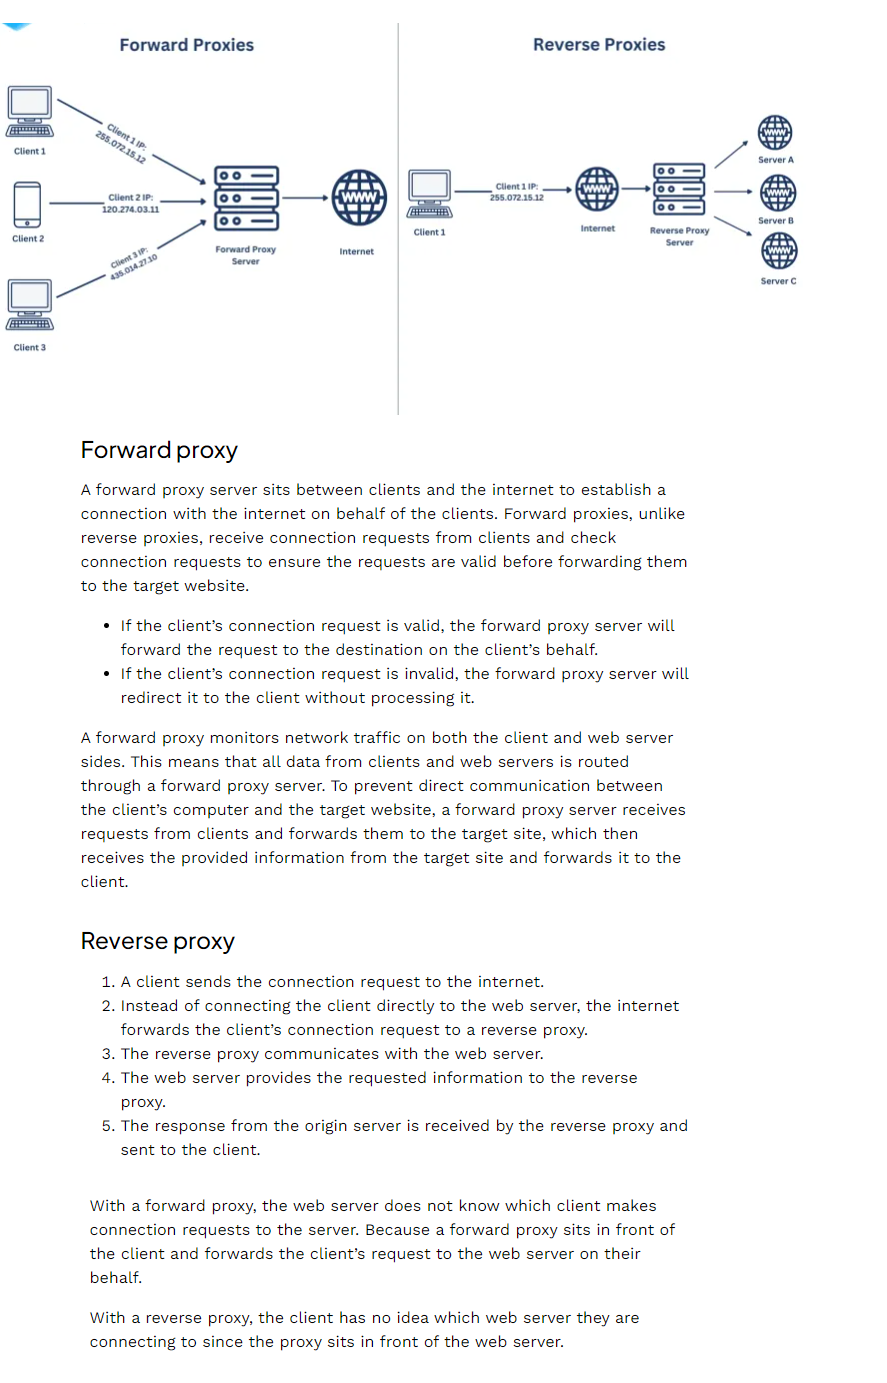 Forward Proxies
Client 1
Client 1 IP:
255.072.15.12
Client 2
Client 2 IP:
120.274.03.11
Client 3
Client 3 IP:
435.014.27.10
Forward Proxy
Server
WWW
Internet
Reverse Proxies
Client 1
Client 1 IP:
255.072.15.12
WWW
Internet
Reverse Proxy
Server
WWW
Server A
WWW
Server B
WWW
Server C
Forward proxy
A forward proxy server sits between clients and the internet to establish a
connection with the internet on behalf of the clients. Forward proxies, unlike
reverse proxies, receive connection requests from clients and check
connection requests to ensure the requests are valid before forwarding them
to the target website.
• If the client’s connection request is valid, the forward proxy server will
forward the request to the destination on the client’s behalf.
• If the client’s connection request is invalid, the forward proxy server will
redirect it to the client without processing it.
A forward proxy monitors network traffic on both the client and web server
sides. This means that all data from clients and web servers is routed
through a forward proxy server. To prevent direct communication between
the client’s computer and the target website, a forward proxy server receives
requests from clients and forwards them to the target site, which then
receives the provided information from the target site and forwards it to the
client.
Reverse proxy
1. A client sends the connection request to the internet.
2. Instead of connecting the client directly to the web server, the internet
forwards the client’s connection request to a reverse proxy.
3. The reverse proxy communicates with the web server.
4. The web server provides the requested information to the reverse
proxy.
5. The response from the origin server is received by the reverse proxy and
sent to the client.
With a forward proxy, the web server does not know which client makes
connection requests to the server. Because a forward proxy sits in front of
the client and forwards the client’s request to the web server on their
behalf.
With a reverse proxy, the client has no idea which web server they are
connecting to since the proxy sits in front of the web server.